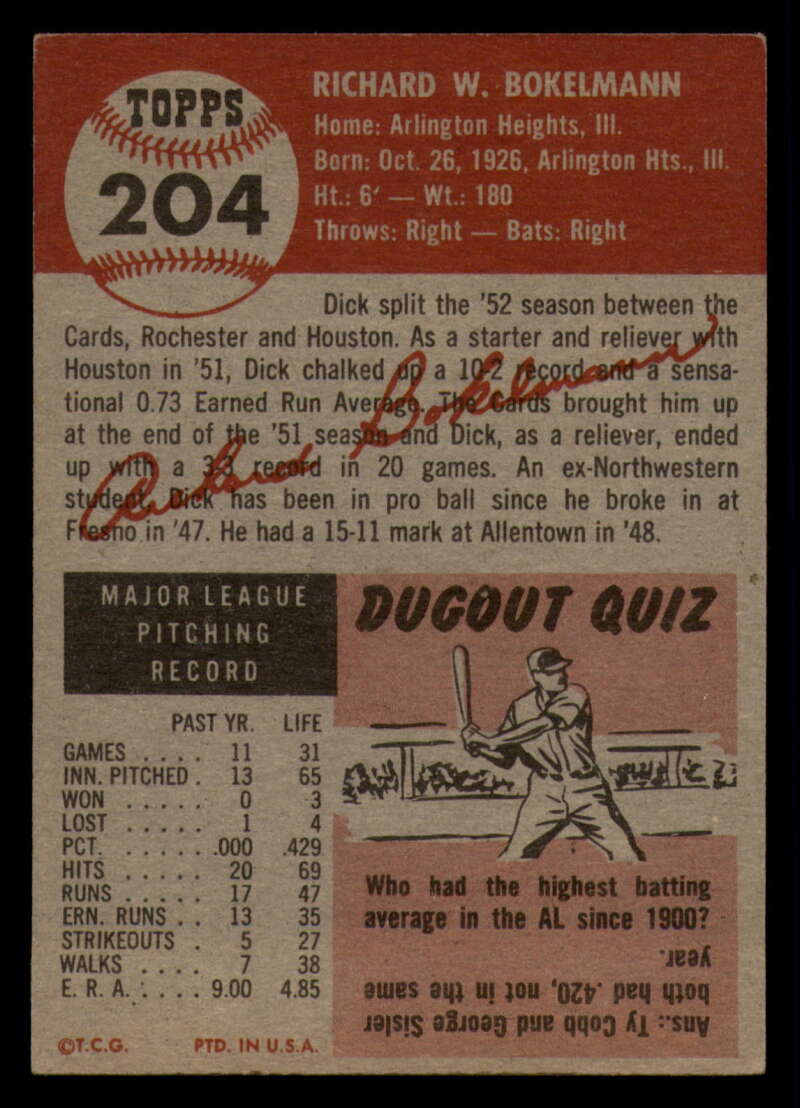 TOPPS
204
RICHARD W. BOKELMANN
Home: Arlington Heights, Ill.
Born: Oct. 26, 1926, Arlington Hts., Ill.
Ht.: 6' — Wt.: 180
Throws: Right — Bats: Right
Dick split the '52 season between the
Cards, Rochester and Houston. As a starter and reliever with
Houston in '51, Dick chalked up a 10-2 record and a sensa-
tional 0.73 Earned Run Average. The Cards brought him up
at the end of the '51 season and Dick, as a reliever, ended
up with a 3-3 record in 20 games. An ex-Northwestern
student, Dick has been in pro ball since he broke in at
Fresno in '47. He had a 15-11 mark at Allentown in '48.
Richard Bokelmann
MAJOR LEAGUE
PITCHING
RECORD
PAST YR. LIFE
GAMES . . . . 11 31
INN. PITCHED . 13 65
WON . . . . . 0 3
LOST . . . . . 1 4
PCT. . . . . . .000 .429
HITS . . . . . 20 69
RUNS . . . . . 17 47
ERN. RUNS . . 13 35
STRIKEOUTS . 5 27
WALKS . . . . 7 38
E. R. A. . . . . 9.00 4.85
©T.C.G. PTD. IN U.S.A.
DUGOUT QUIZ
Who had the highest batting
average in the AL since 1900?
Ans.: Ty Cobb and George Sisler
both had .420, not in the same
year.